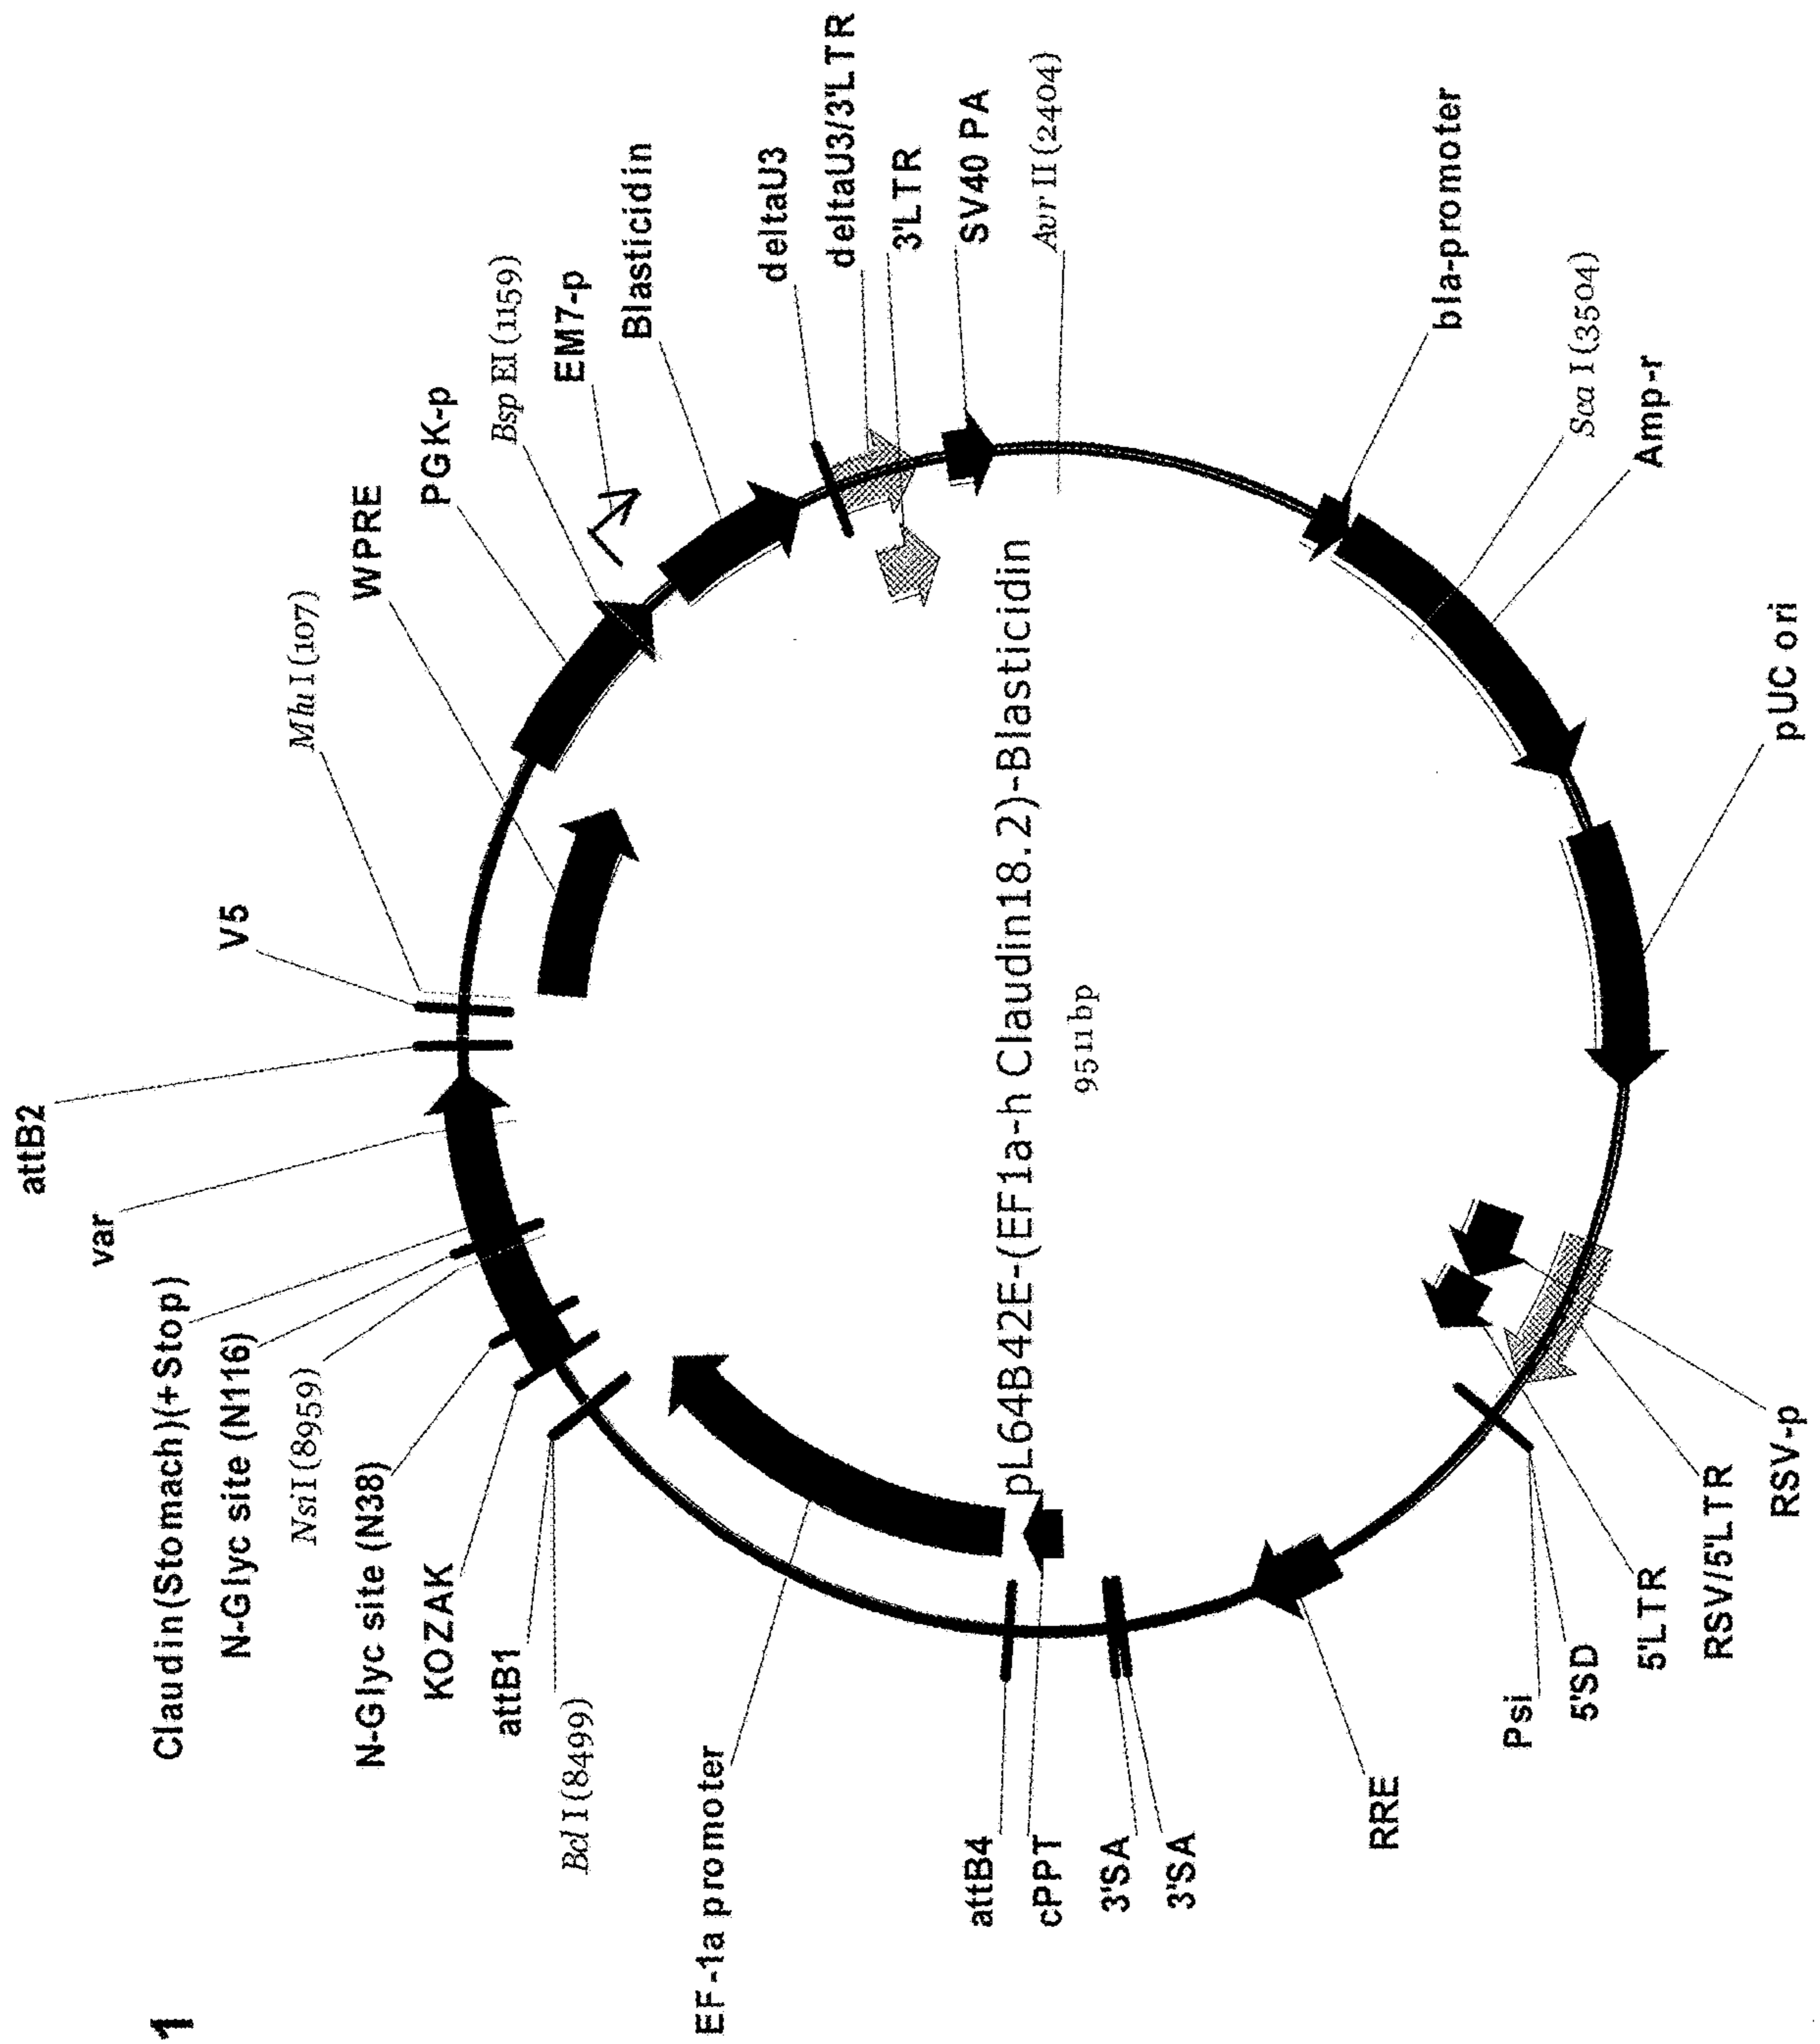 1
attB2
var
Claudin(Stomach)(+Stop)
N-Glyc site (N116)
NsiI(8959)
N-Glyc site (N38)
KOZAK
attB1
Bcl I(8499)
EF-1a promoter
attB4
cPPT
3'SA
3'SA
RRE
Psi
5'SD
5'LTR
RSV/5'LTR
RSV-p
pUC ori
Amp-r
Sca I(3504)
bla-promoter
Avr II(2404)
SV40 PA
3'LTR
deltaU3/3'LTR
deltaU3
Blasticidin
EM7-p
Bsp EI(1159)
PGK-p
WPRE
Mlu I(107)
V5
pL64B42E-(EF1a-h Claudin18.2)-Blasticidin
9511bp